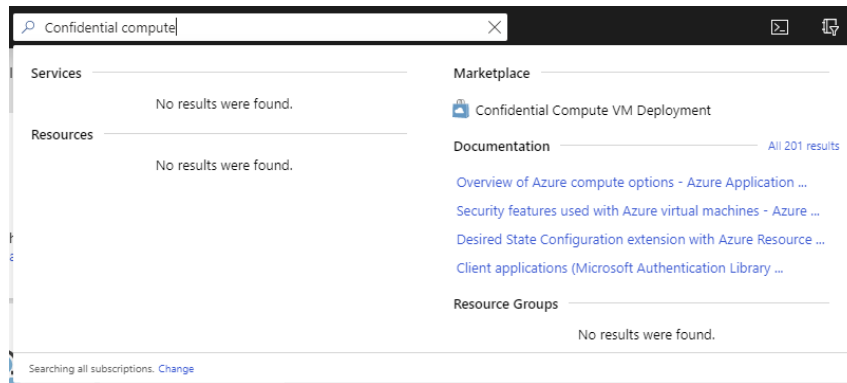 Confidential compute
Services
No results were found.
Resources
No results were found.
Marketplace
Confidential Compute VM Deployment
Documentation
All 201 results
Overview of Azure compute options - Azure Application ...
Security features used with Azure virtual machines - Azure ...
Desired State Configuration extension with Azure Resource ...
Client applications (Microsoft Authentication Library ...
Resource Groups
No results were found.
Searching all subscriptions. Change